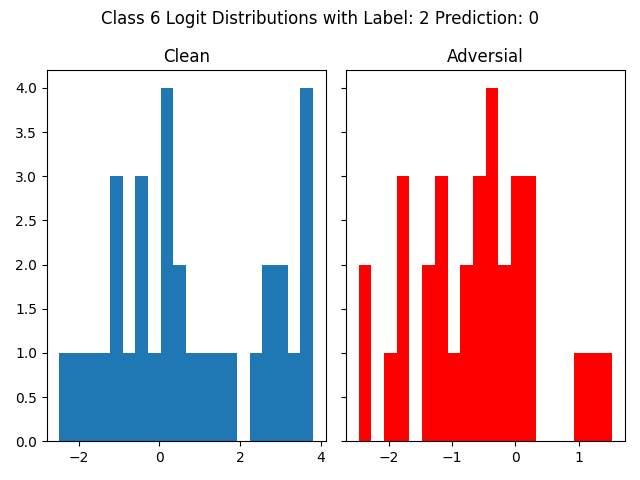 Class 6 Logit Distributions with Label: 2 Prediction: 0
Clean
Adversial
4.0
3.5
3.0
2.5
2.0
1.5
1.0
0.5
0.0
−2 0 2 4
−2 −1 0 1